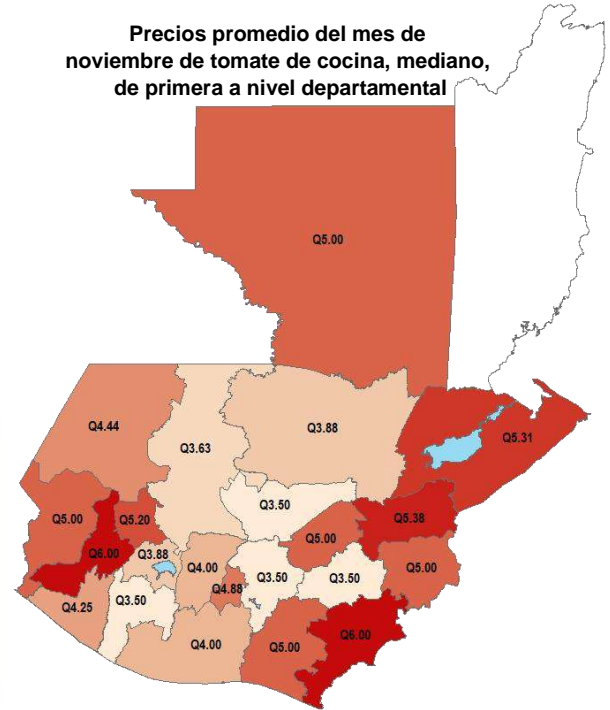 Precios promedio del mes de
noviembre de tomate de cocina, mediano,
de primera a nivel departamental
Q5.00
Q4.44
Q3.63
Q3.88
Q5.31
Q3.50
Q5.00
Q5.20
Q5.38
Q5.00
Q6.00
Q3.88
Q4.00
Q3.50
Q3.50
Q5.00
Q4.88
Q4.25
Q3.50
Q4.00
Q5.00
Q6.00